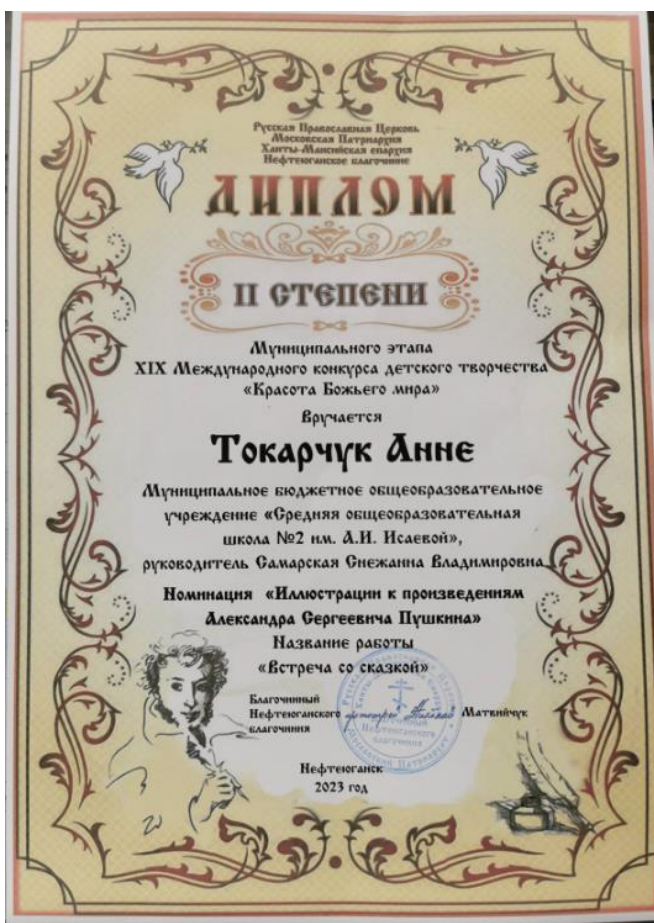 Русская Православная Церковь
Московская Патриархия
Ханты-Мансийская епархия
Нефтеюганское благочиние
ДИПЛОМ
II СТЕПЕНИ
Муниципального этапа
XIX Международного конкурса детского творчества
«Красота Божьего мира»
Вручается
Токарчук Анне
Муниципальное бюджетное общеобразовательное
учреждение «Средняя общеобразовательная
школа №2 им. А.И. Исаевой»,
руководитель Самарская Снежанна Владимировна
Номинация «Иллюстрации к произведениям
Александра Сергеевича Пушкина»
Название работы
«Встреча со сказкой»
Благочинный
Нефтеюганского протоиерей Николай Матвийчук
благочиния
Нефтеюганск
2023 год